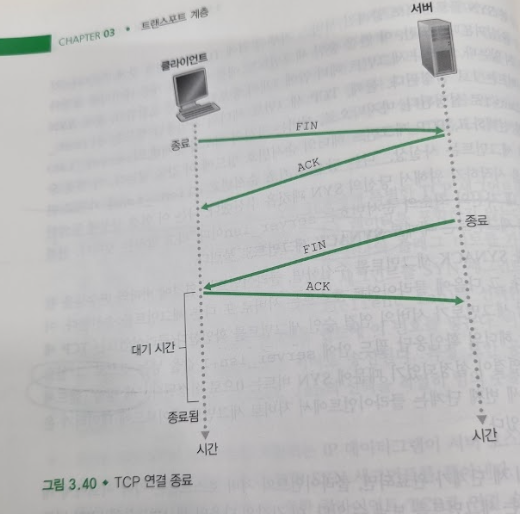 CHAPTER 03 • 트랜스포트 계층
서버
클라이언트
종료
FIN
ACK
종료
FIN
ACK
대기 시간
종료됨
시간
시간
그림 3.40 • TCP 연결 종료